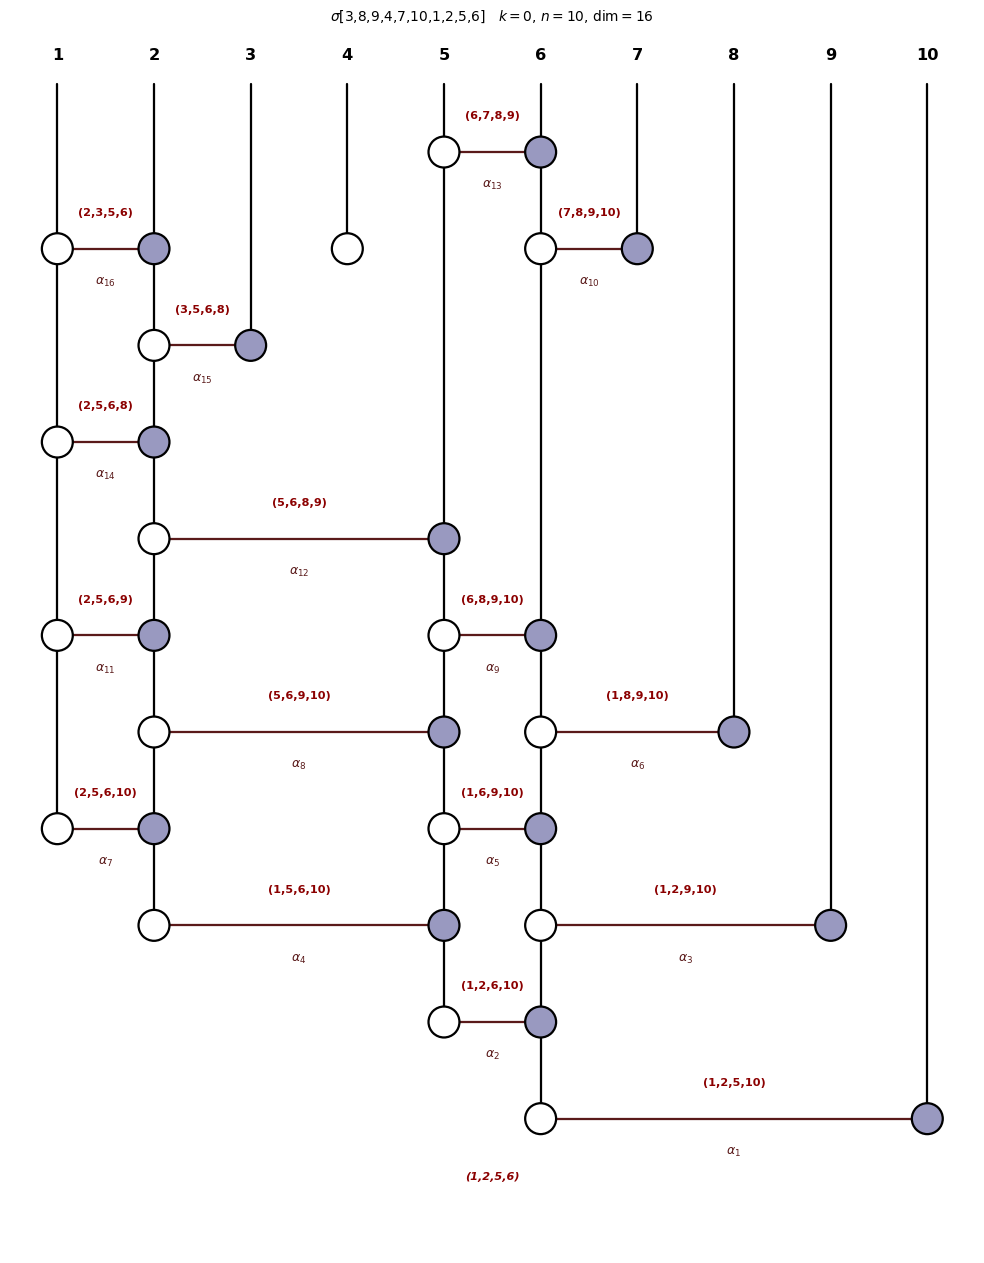 σ[3,8,9,4,7,10,1,2,5,6]   k = 0, n = 10, dim = 16
1 2 3 4 5 6 7 8 9 10
(6,7,8,9)
α₁₃
(2,3,5,6) (7,8,9,10)
α₁₆ α₁₀
(3,5,6,8)
α₁₅
(2,5,6,8)
α₁₄
(5,6,8,9)
α₁₂
(2,5,6,9) (6,8,9,10)
α₁₁ α₉
(5,6,9,10) (1,8,9,10)
α₈ α₆
(2,5,6,10) (1,6,9,10)
α₇ α₅
(1,5,6,10) (1,2,9,10)
α₄ α₃
(1,2,6,10)
α₂
(1,2,5,10)
α₁
(1,2,5,6)